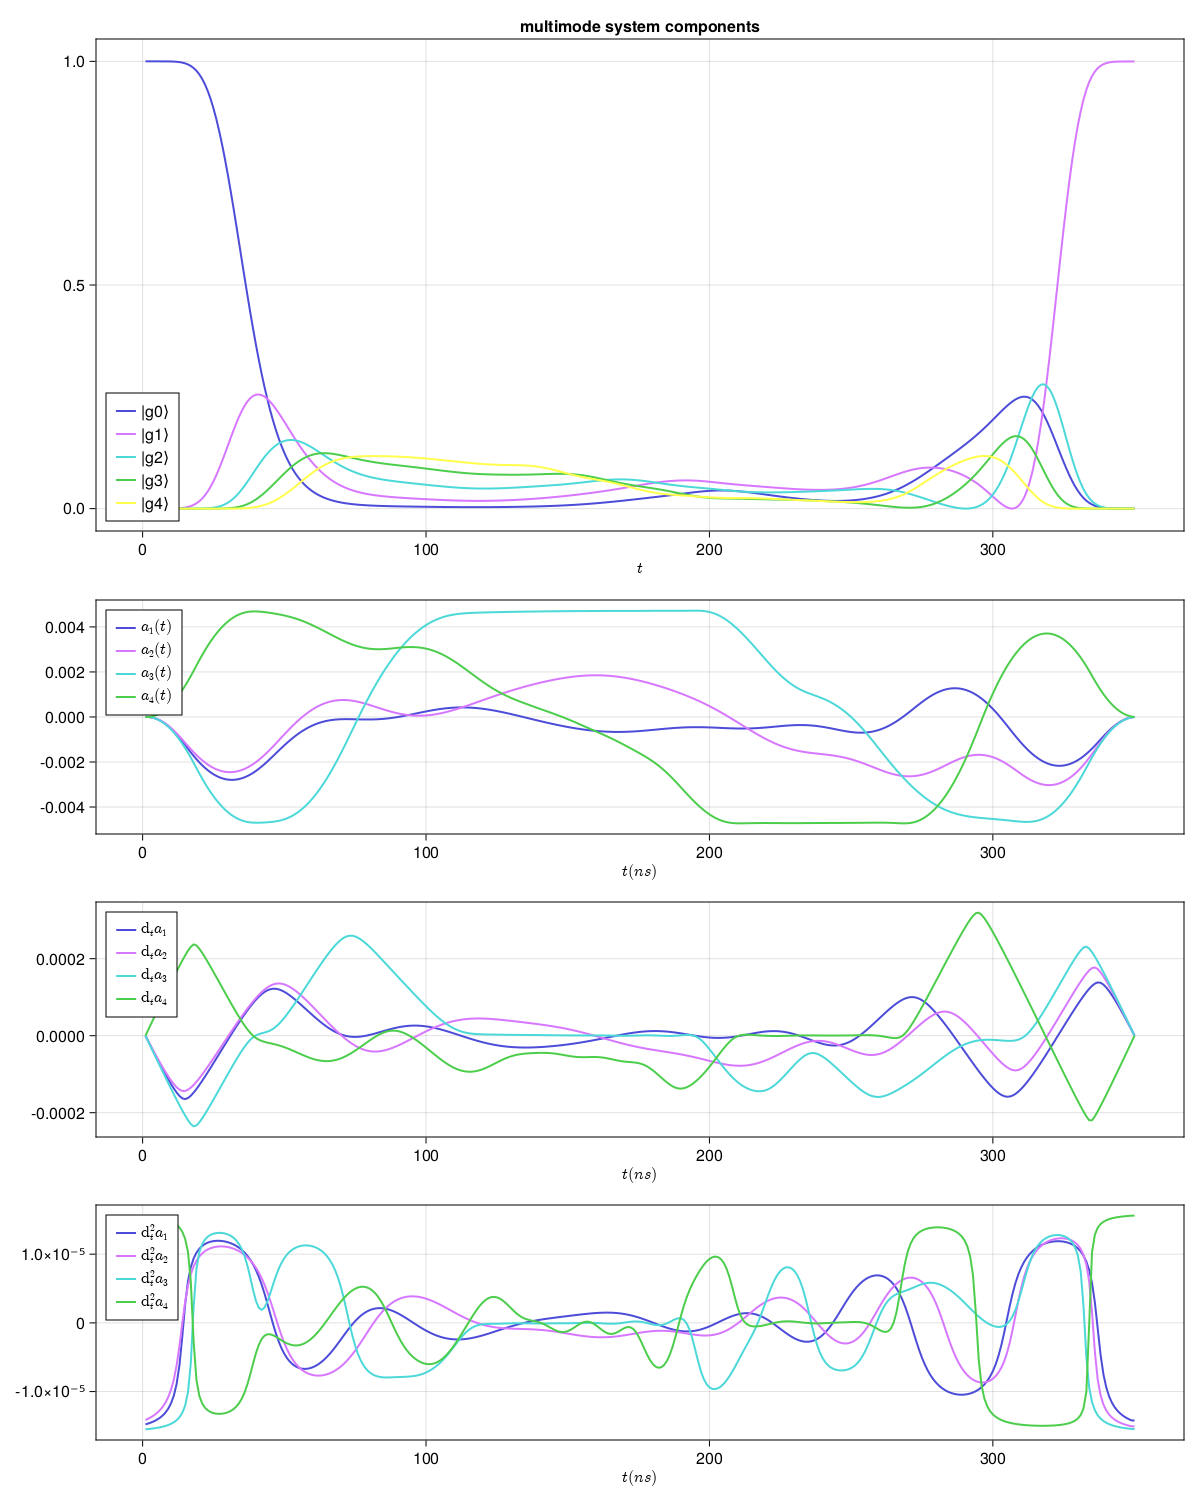 multimode system components
1.0
0.5
0.0
|g0⟩
|g1⟩
|g2⟩
|g3⟩
|g4⟩
0 100 200 300
t
0.004
0.002
0.000
-0.002
-0.004
a₁(t)
a₂(t)
a₃(t)
a₄(t)
0 100 200 300
t(ns)
0.0002
0.0000
-0.0002
dₜa₁
dₜa₂
dₜa₃
dₜa₄
0 100 200 300
t(ns)
1.0×10⁻⁵
0
-1.0×10⁻⁵
d²ₜa₁
d²ₜa₂
d²ₜa₃
d²ₜa₄
0 100 200 300
t(ns)